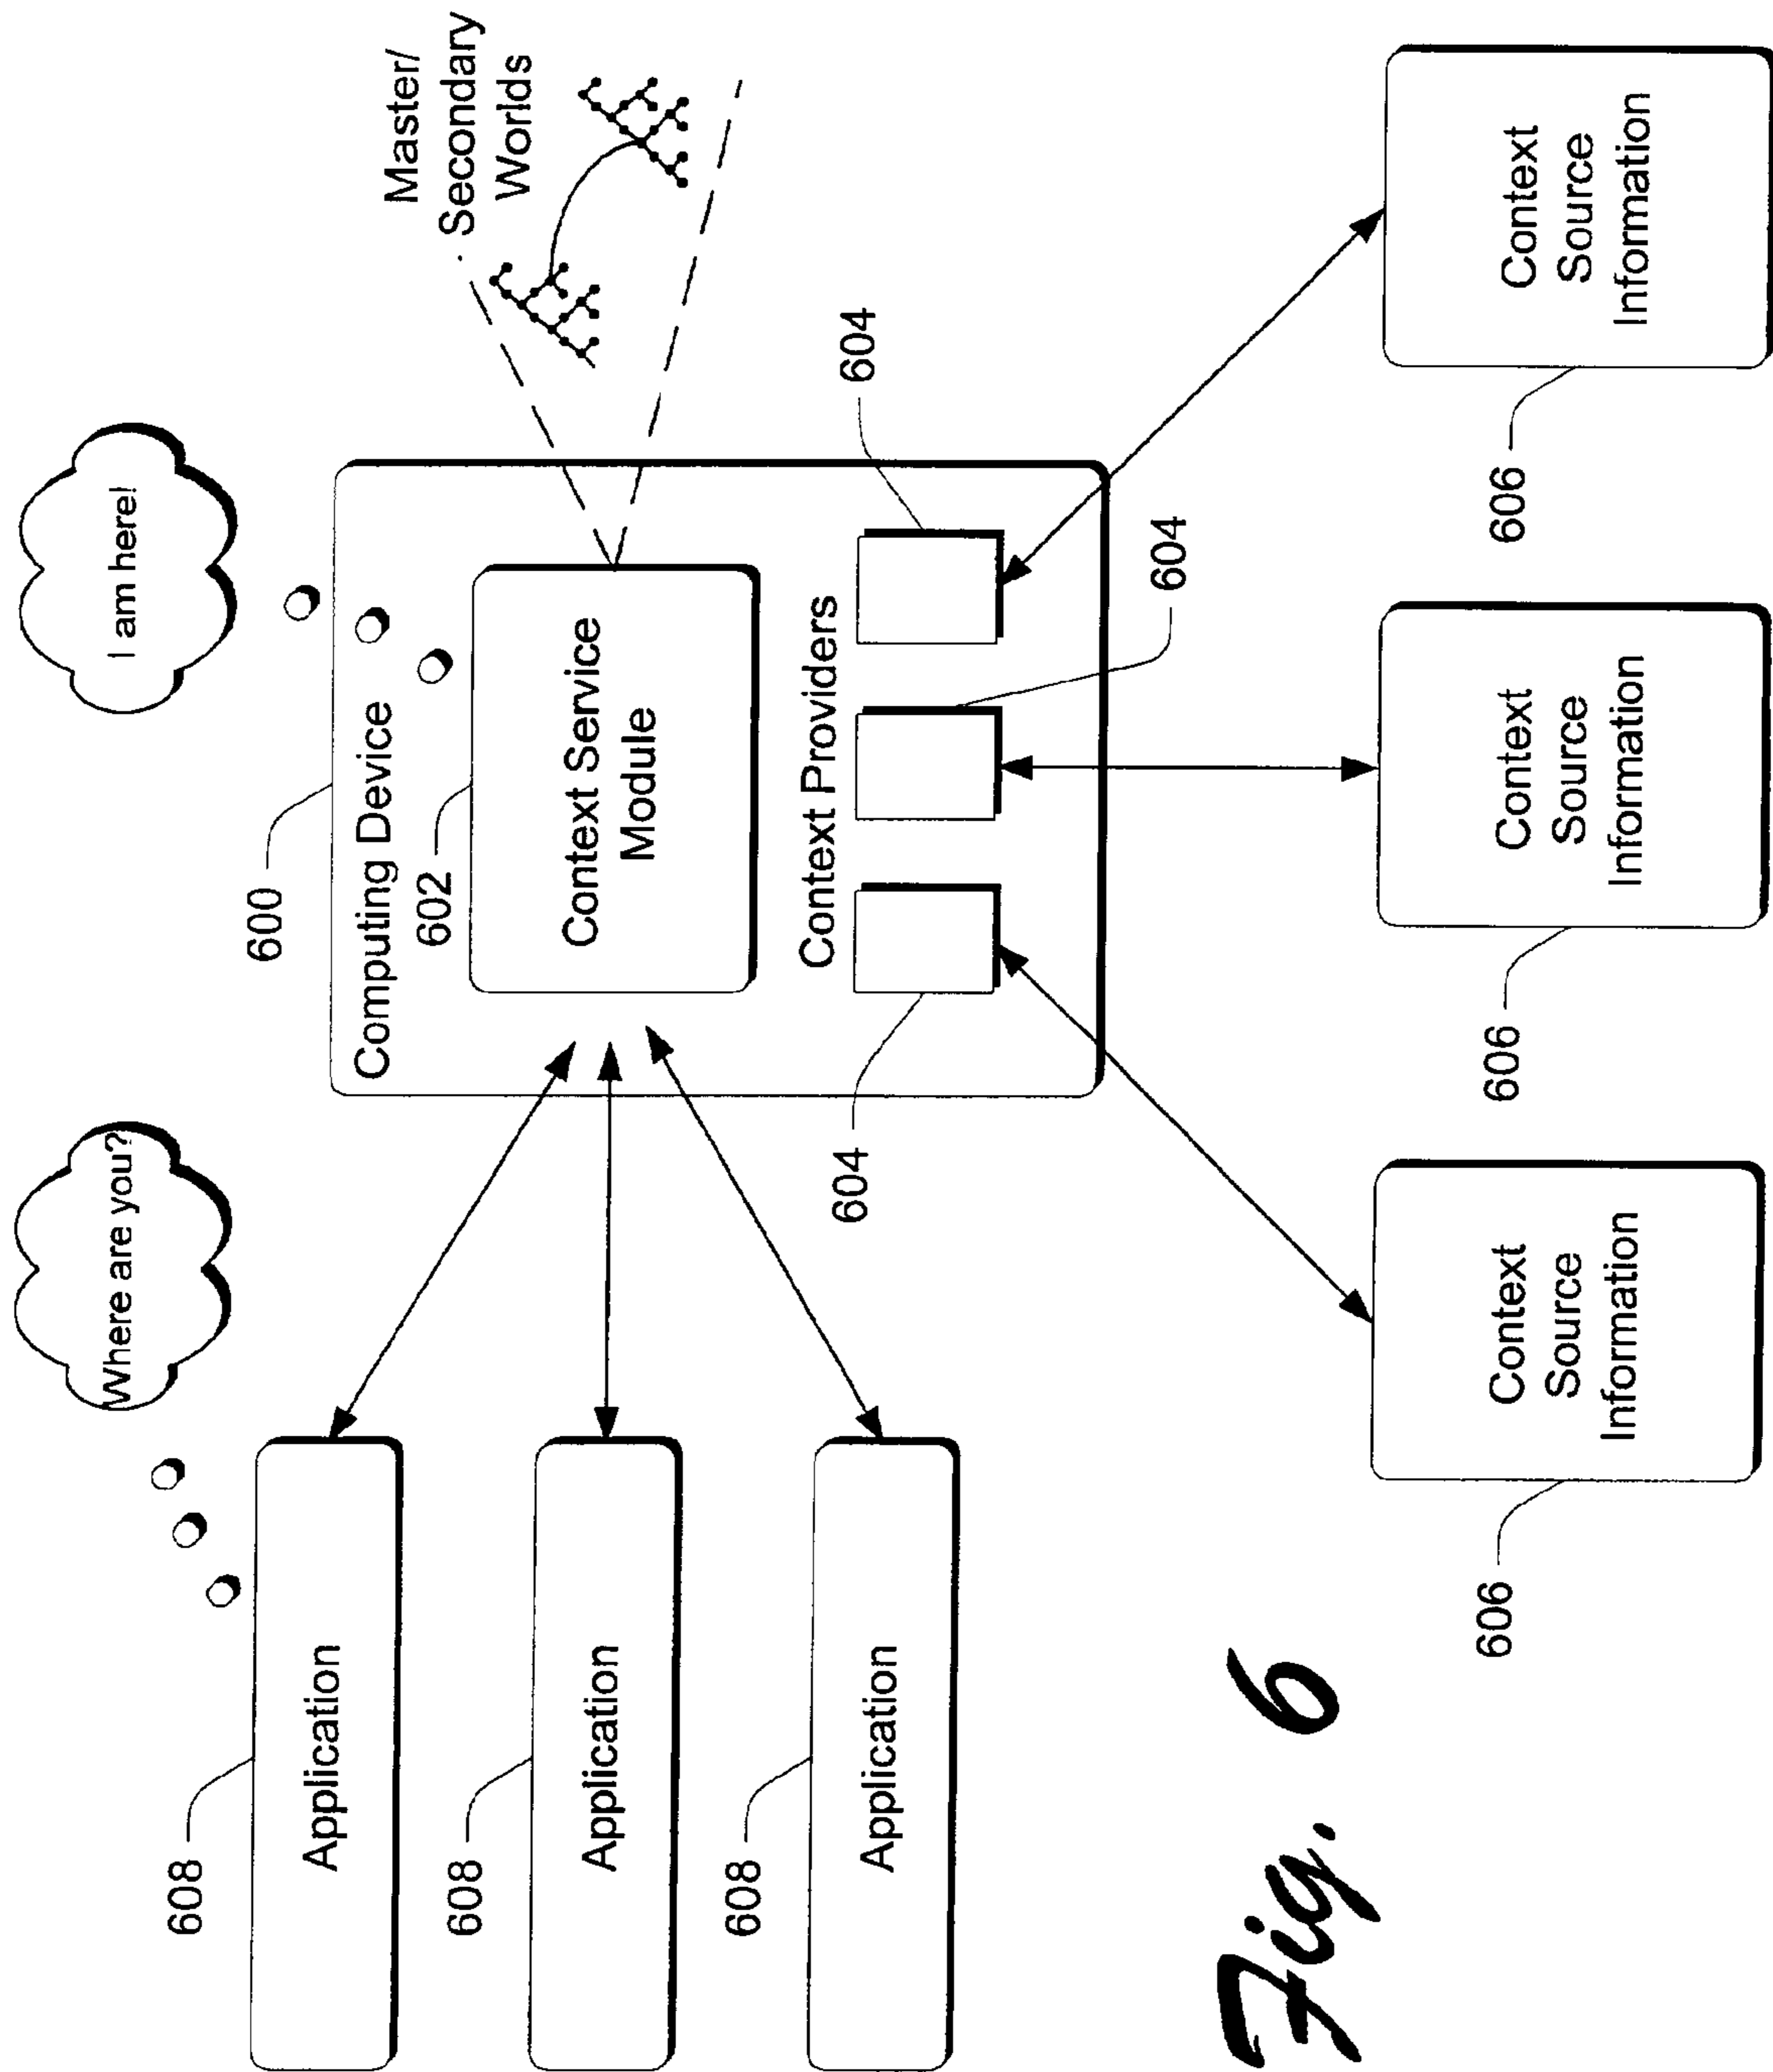 Where are you?
I am here!
608
Application
608
Application
608
Application
600
Computing Device
602
Context Service
Module
Master/
Secondary
Worlds
Context Providers
604
604
604
606
Context
Source
Information
606
Context
Source
Information
606
Context
Source
Information
Fig. 6